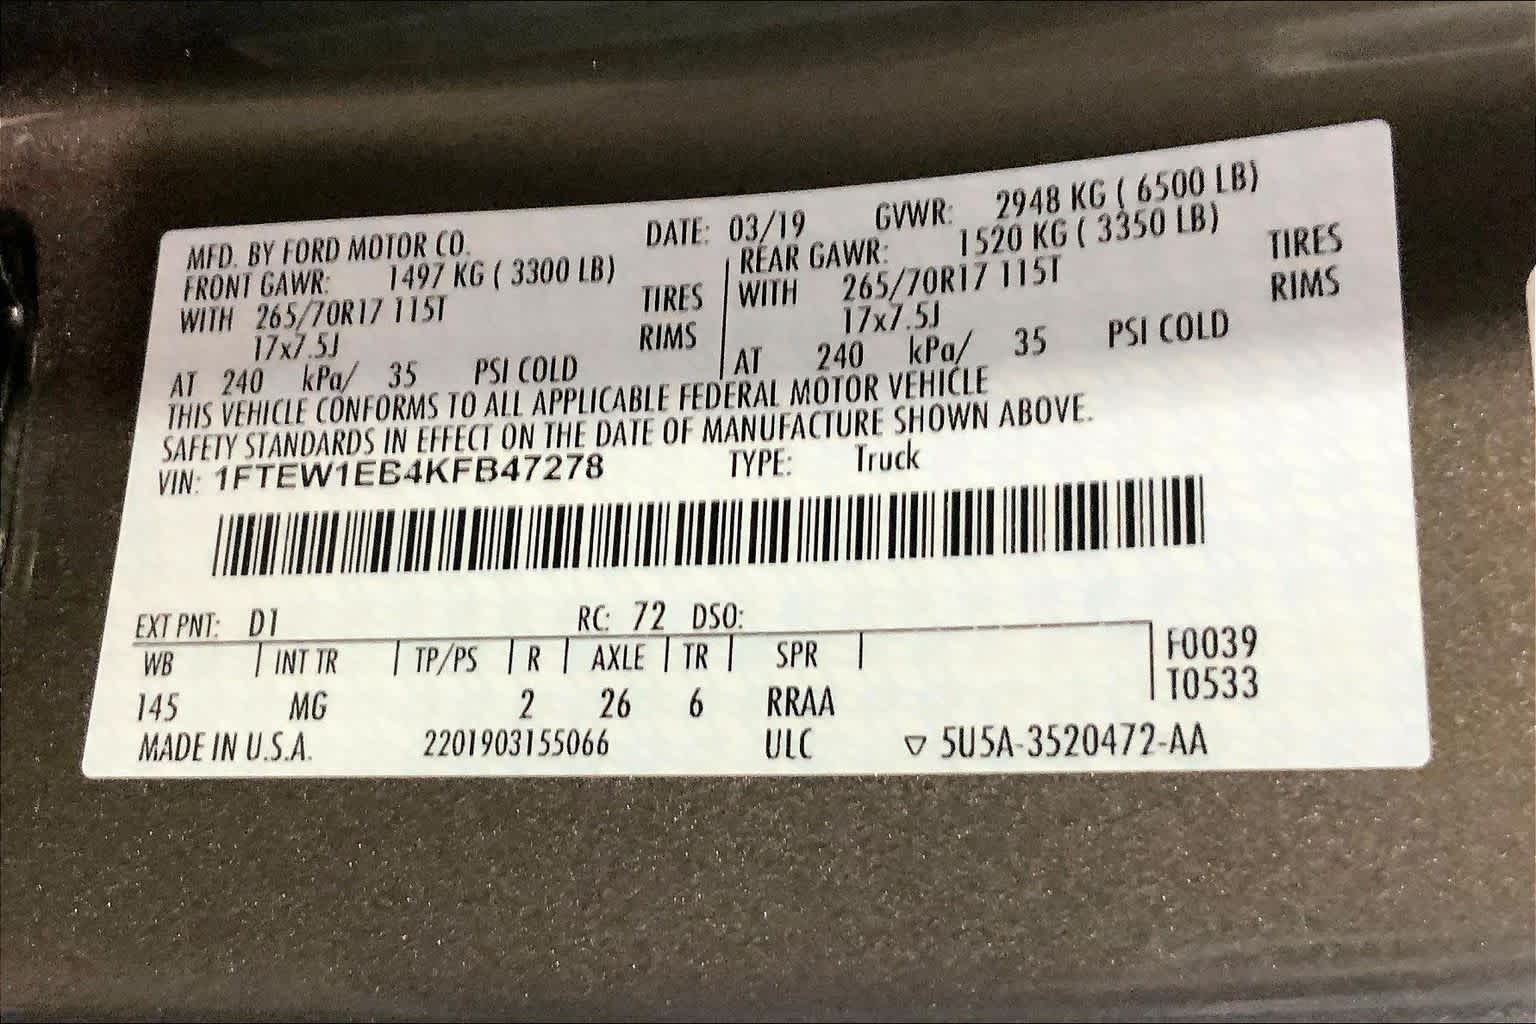 MFD. BY FORD MOTOR CO. DATE: 03/19 GVWR: 2948 KG ( 6500 LB)
FRONT GAWR: 1497 KG ( 3300 LB) REAR GAWR: 1520 KG ( 3350 LB)
WITH 265/70R17 115T TIRES WITH 265/70R17 115T TIRES
17x7.5J RIMS 17x7.5J RIMS
AT 240 kPa/ 35 PSI COLD AT 240 kPa/ 35 PSI COLD
THIS VEHICLE CONFORMS TO ALL APPLICABLE FEDERAL MOTOR VEHICLE
SAFETY STANDARDS IN EFFECT ON THE DATE OF MANUFACTURE SHOWN ABOVE.
VIN: 1FTEW1EB4KFB47278 TYPE: Truck
EXT PNT: D1 RC: 72 DSO:
WB INT TR TP/PS R AXLE TR SPR F0039
145 MG 2 26 6 RRAA T0533
MADE IN U.S.A. 2201903155066 ULC ▽ 5U5A-3520472-AA